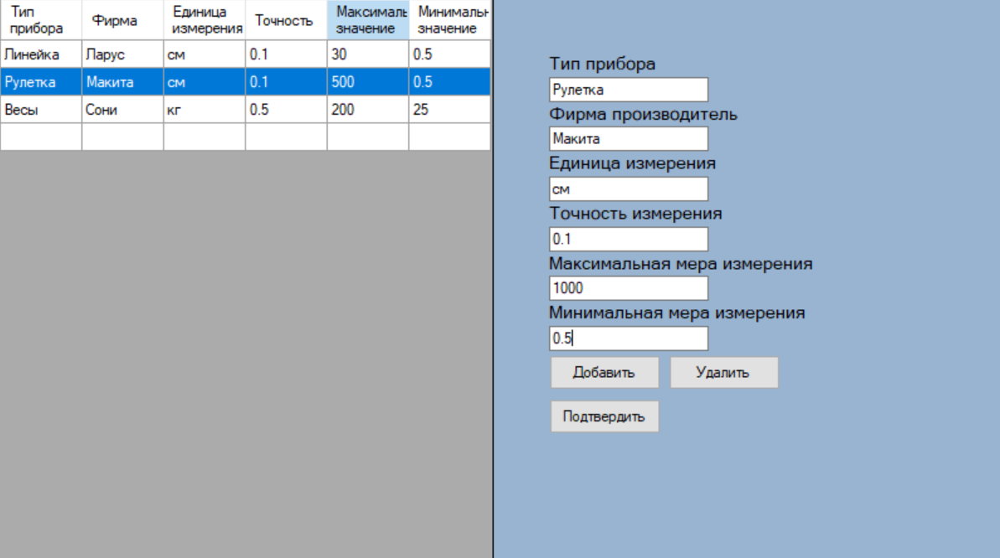 Тип прибора Фирма Единица измерения Точность Максималь значение Минимальн значение
Линейка Ларус см 0.1 30 0.5
Рулетка Макита см 0.1 500 0.5
Весы Сони кг 0.5 200 25
Тип прибора
Рулетка
Фирма производитель
Макита
Единица измерения
см
Точность измерения
0.1
Максимальная мера измерения
1000
Минимальная мера измерения
0.5
Добавить Удалить
Подтвердить